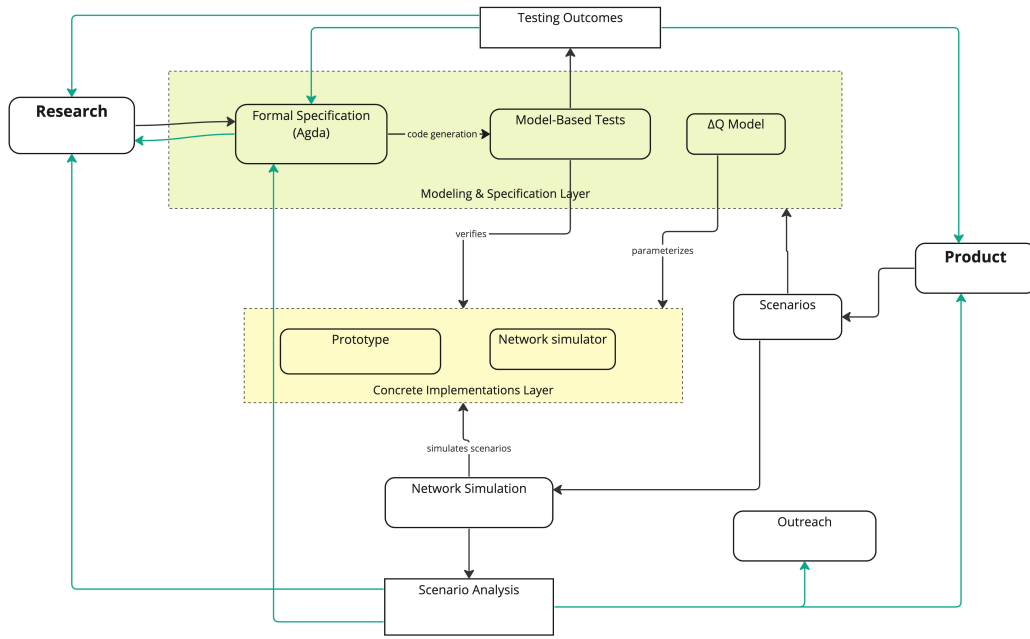 Testing Outcomes
Research
Formal Specification
(Agda)
code generation
Model-Based Tests
ΔQ Model
Modeling & Specification Layer
verifies
parameterizes
Product
Scenarios
Prototype
Network simulator
Concrete Implementations Layer
simulates scenarios
Network Simulation
Outreach
Scenario Analysis